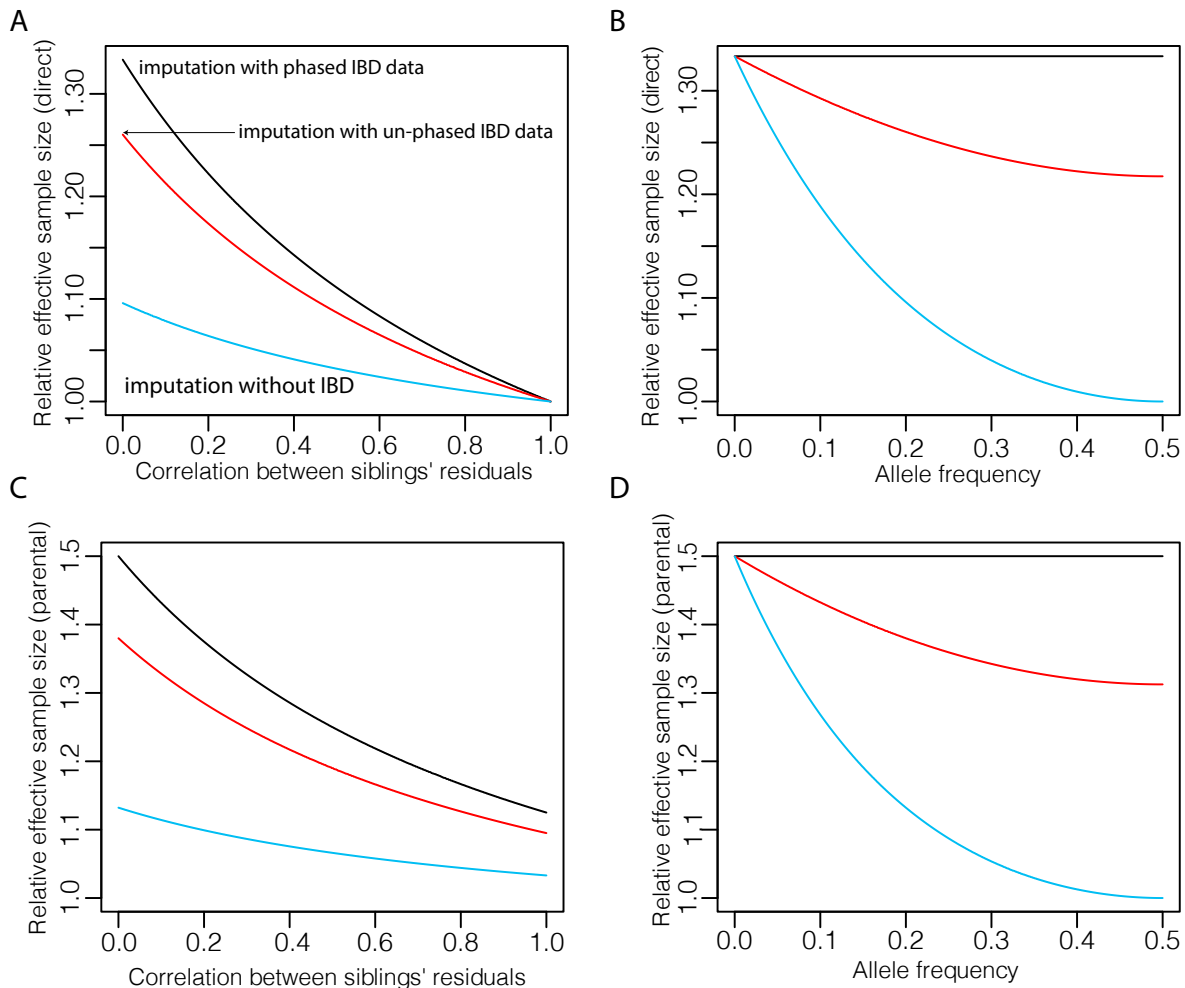 A
Relative effective sample size (direct)
1.00 1.10 1.20 1.30
imputation with phased IBD data
imputation with un-phased IBD data
imputation without IBD
0.0 0.2 0.4 0.6 0.8 1.0
Correlation between siblings' residuals
B
Relative effective sample size (direct)
1.00 1.10 1.20 1.30
0.0 0.1 0.2 0.3 0.4 0.5
Allele frequency
C
Relative effective sample size (parental)
1.0 1.1 1.2 1.3 1.4 1.5
0.0 0.2 0.4 0.6 0.8 1.0
Correlation between siblings' residuals
D
Relative effective sample size (parental)
1.0 1.1 1.2 1.3 1.4 1.5
0.0 0.1 0.2 0.3 0.4 0.5
Allele frequency